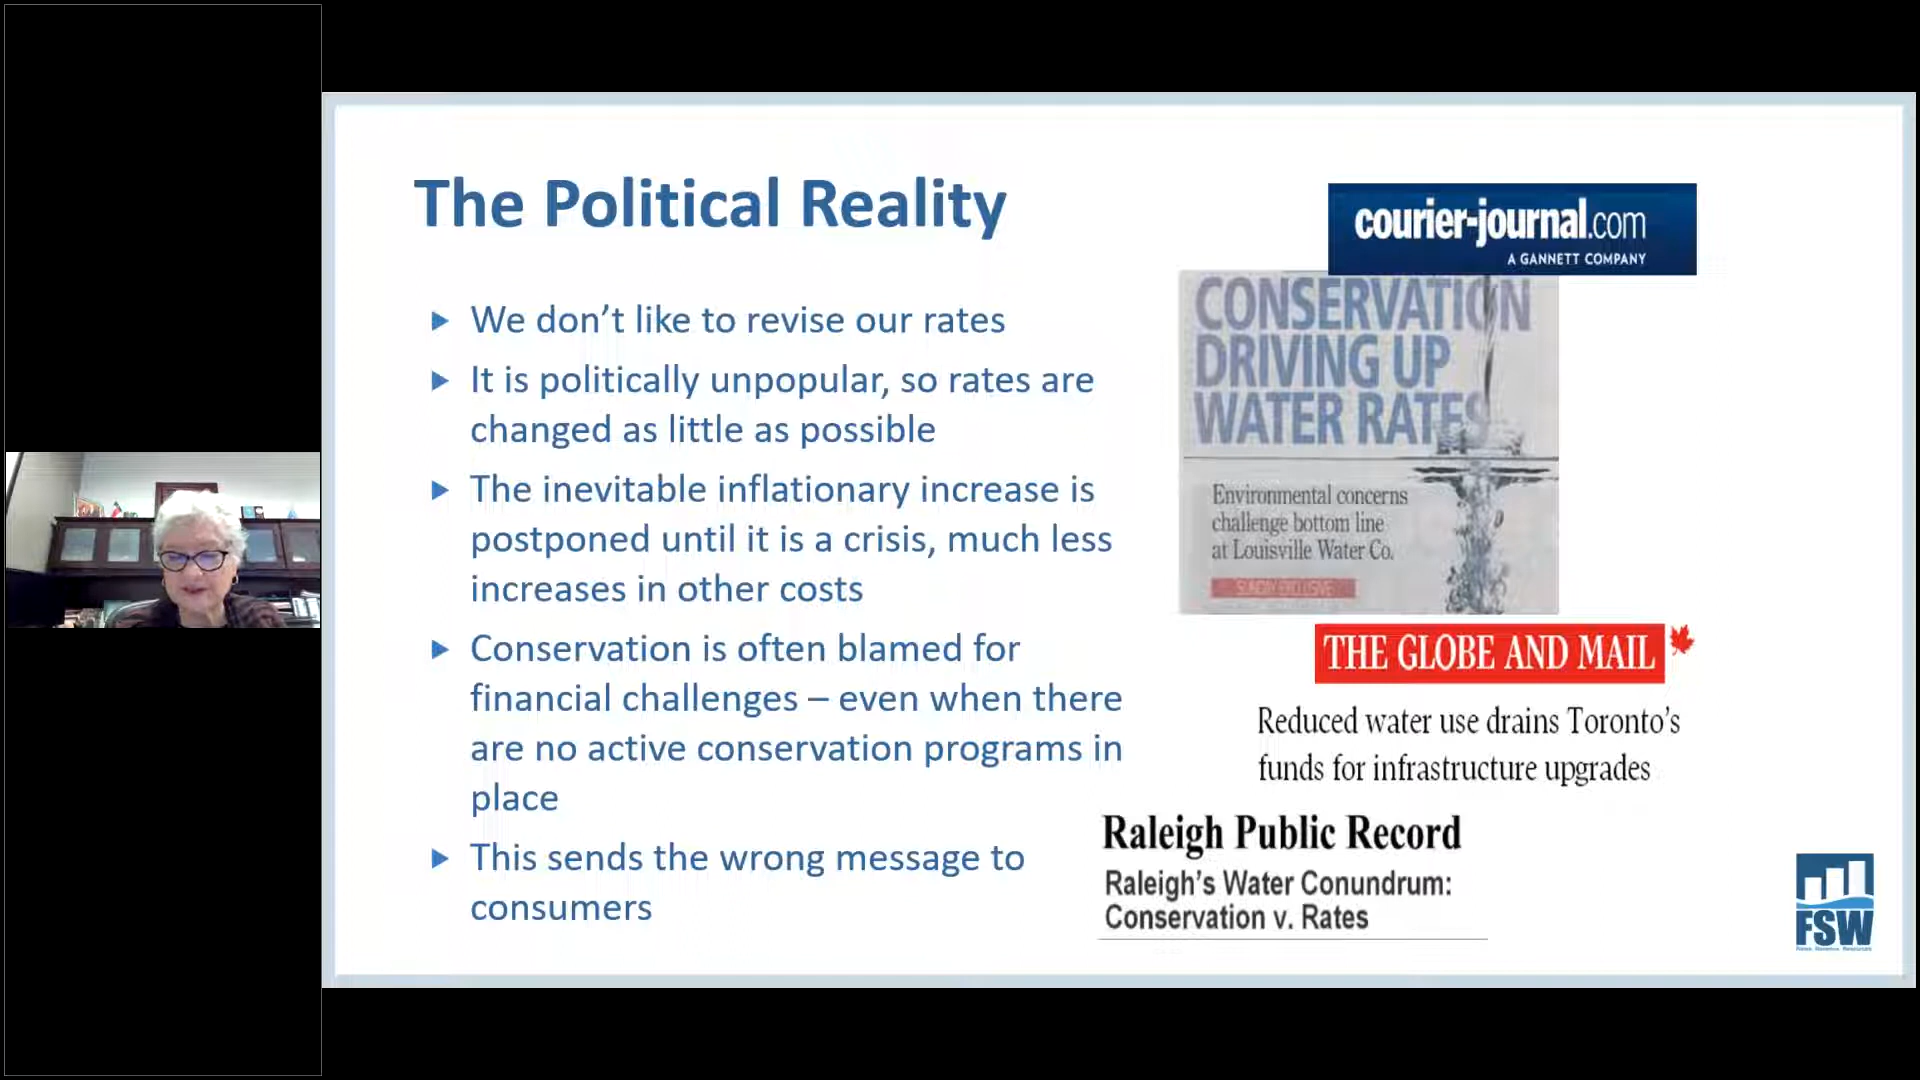 The Political Reality
We don’t like to revise our rates
It is politically unpopular, so rates are
changed as little as possible
The inevitable inflationary increase is
postponed until it is a crisis, much less
increases in other costs
Conservation is often blamed for
financial challenges – even when there
are no active conservation programs in
place
This sends the wrong message to
consumers
courier-journal.com
A GANNETT COMPANY
CONSERVATION
DRIVING UP
WATER RATES
Environmental concerns
challenge bottom line
at Louisville Water Co.
SUNDAY EXCLUSIVE
THE GLOBE AND MAIL
Reduced water use drains Toronto’s
funds for infrastructure upgrades
Raleigh Public Record
Raleigh’s Water Conundrum:
Conservation v. Rates
FSW